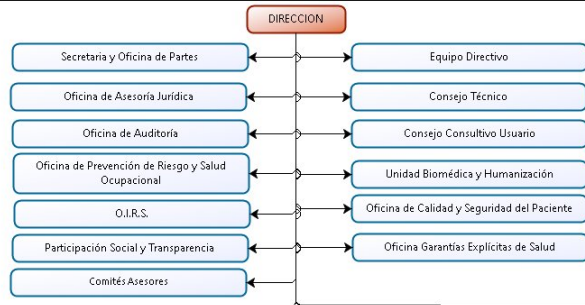 DIRECCION
Secretaria y Oficina de Partes
Equipo Directivo
Oficina de Asesoría Jurídica
Consejo Técnico
Oficina de Auditoría
Consejo Consultivo Usuario
Oficina de Prevención de Riesgo y Salud
Ocupacional
Unidad Biomédica y Humanización
O.I.R.S.
Oficina de Calidad y Seguridad del Paciente
Participación Social y Transparencia
Oficina Garantías Explícitas de Salud
Comités Asesores